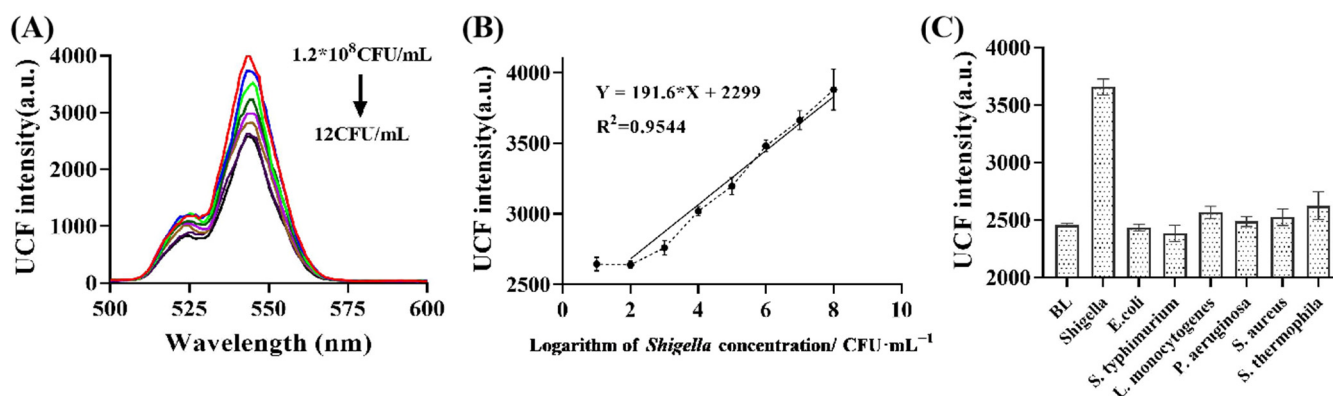 (A)
UCF intensity(a.u.)
4000
3000
2000
1000
0
500
525
550
575
600
Wavelength (nm)
1.2*10⁸CFU/mL
12CFU/mL
(B)
UCF intensity(a.u.)
4000
3500
3000
2500
0
2
4
6
8
10
Y = 191.6*X + 2299
R²=0.9544
Logarithm of Shigella concentration/ CFU·mL⁻¹
(C)
UCF intensity(a.u.)
4000
3500
3000
2500
2000
BL
Shigella
E.coli
S. typhimurium
L. monocytogenes
P. aeruginosa
S. aureus
S. thermophila